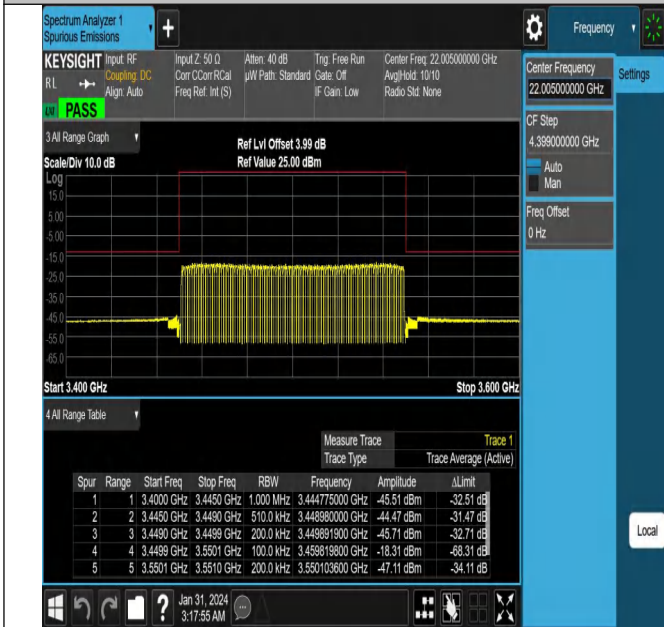 Spectrum Analyzer 1
Spurious Emissions
+
Frequency
KEYSIGHT
RL
Input: RF
Coupling: DC
Align: Auto
Input Z: 50 Ω
Corr CCorr RCal
Freq Ref: Int (S)
Atten: 40 dB
µW Path: Standard
Trig: Free Run
Gate: Off
IF Gain: Low
Center Freq: 22.005000000 GHz
Avg|Hold: 10/10
Radio Std: None
PASS
Center Frequency
22.005000000 GHz
Settings
CF Step
4.399000000 GHz
Auto
Man
Freq Offset
0 Hz
3 All Range Graph
Scale/Div 10.0 dB
Ref Lvl Offset 3.99 dB
Ref Value 25.00 dBm
Log
15.0
5.00
-5.00
-15.0
-25.0
-35.0
-45.0
-55.0
-65.0
Start 3.400 GHz Stop 3.600 GHz
4 All Range Table
Measure Trace Trace 1
Trace Type Trace Average (Active)
Spur Range Start Freq Stop Freq RBW Frequency Amplitude ΔLimit
1 1 3.4000 GHz 3.4450 GHz 1.000 MHz 3.444775000 GHz -45.51 dBm -32.51 dB
2 2 3.4450 GHz 3.4490 GHz 510.0 kHz 3.448980000 GHz -44.47 dBm -31.47 dB
3 3 3.4490 GHz 3.4499 GHz 200.0 kHz 3.449891900 GHz -45.71 dBm -32.71 dB
4 4 3.4499 GHz 3.5501 GHz 100.0 kHz 3.459819800 GHz -18.31 dBm -68.31 dB
5 5 3.5501 GHz 3.5510 GHz 200.0 kHz 3.550103600 GHz -47.11 dBm -34.11 dB
Local
?
Jan 31, 2024
3:17:55 AM